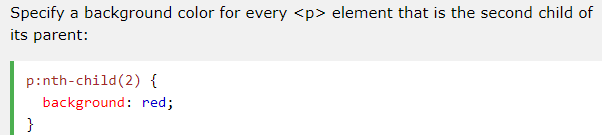 Specify a background color for every <p> element that is the second child of
its parent:
p:nth-child(2) {
  background: red;
}